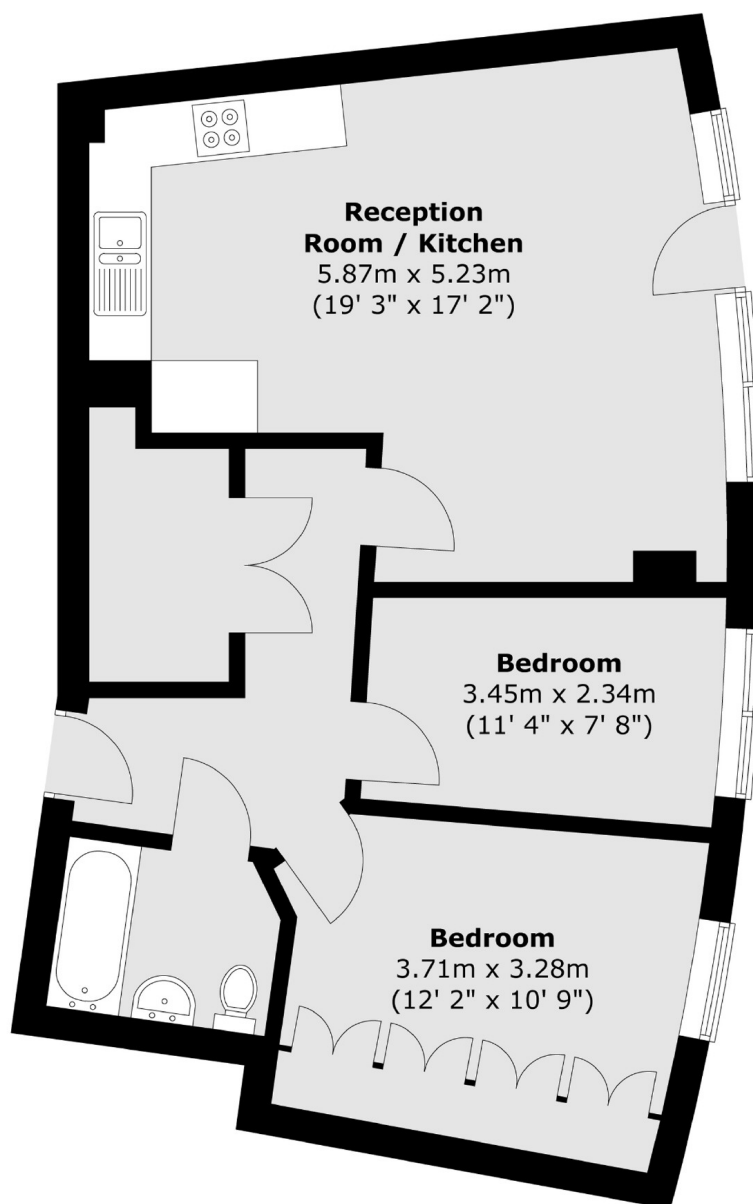 Reception
Room / Kitchen
5.87m x 5.23m
(19' 3" x 17' 2")
Bedroom
3.45m x 2.34m
(11' 4" x 7' 8")
Bedroom
3.71m x 3.28m
(12' 2" x 10' 9")